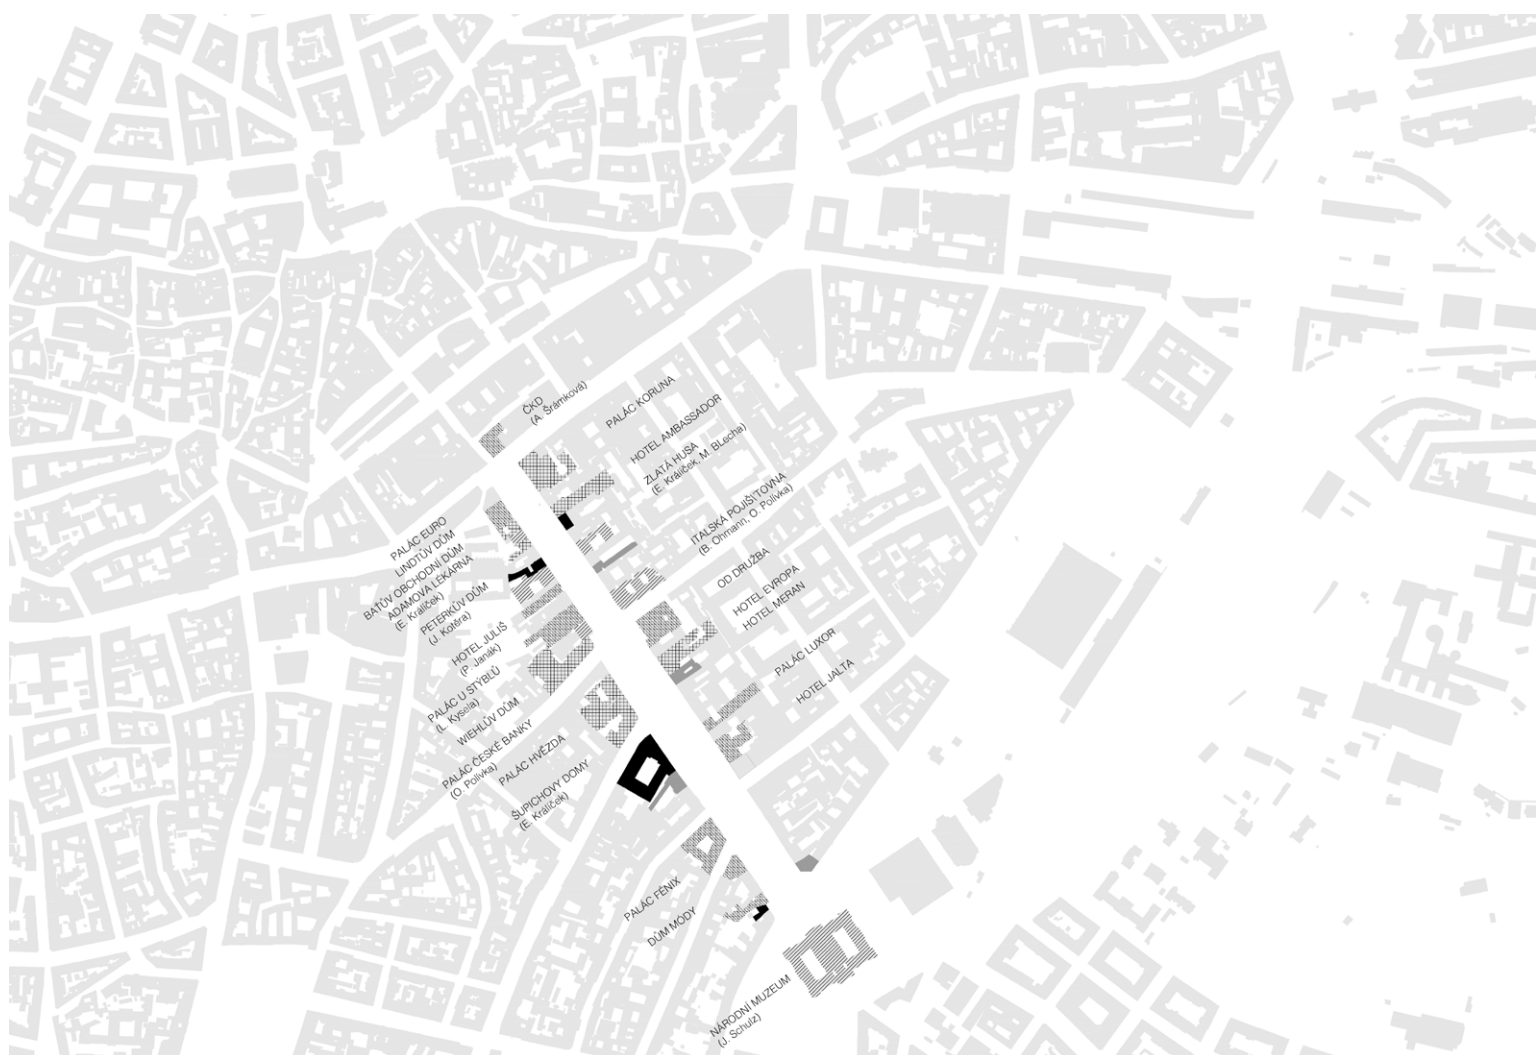 ČKD
(A. Šrámková)
PALÁC KORUNA
HOTEL AMBASSADOR
ZLATÁ HUSA
(E. Králíček, M. BLecha)
ITALSKÁ POJIŠŤOVNA
(B. Ohmann, O. Polívka)
OD DRUŽBA
HOTEL EVROPA
HOTEL MERAN
PALÁC LUXOR
HOTEL JALTA
PALÁC EURO
LINDTŮV DŮM
BAŤŮV OBCHODNÍ DŮM
ADAMOVA LÉKÁRNA
(E. Králíček)
PETERKŮV DŮM
(J. Kotěra)
HOTEL JULIŠ
(P. Janák)
PALÁC U STÝBLŮ
(L. Kysela)
WIEHLŮV DŮM
PALÁC ČESKÉ BANKY
(O. Polívka)
PALÁC HVĚZDA
ŠUPICHOVY DOMY
(E. Králíček)
PALÁC FÉNIX
DŮM MÓDY
NÁRODNÍ MUZEUM
(J. Schulz)